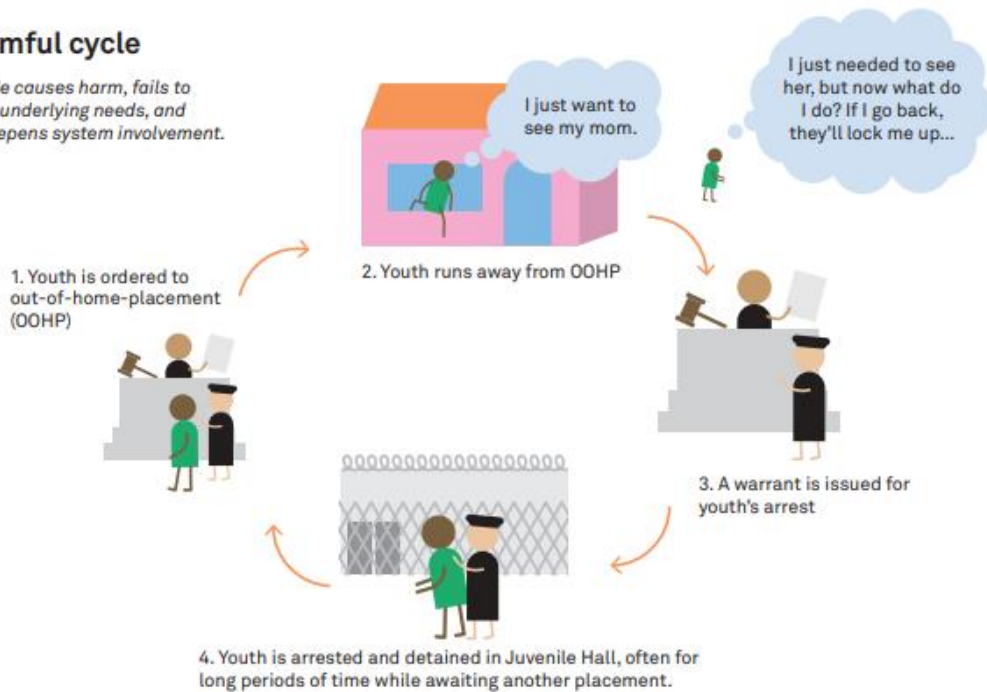 mful cycle
e causes harm, fails to
underlying needs, and
epens system involvement.
I just want to
see my mom.
I just needed to see
her, but now what do
I do? If I go back,
they'll lock me up...
1. Youth is ordered to
out-of-home-placement
(OOHP)
2. Youth runs away from OOHP
3. A warrant is issued for
youth's arrest
4. Youth is arrested and detained in Juvenile Hall, often for
long periods of time while awaiting another placement.